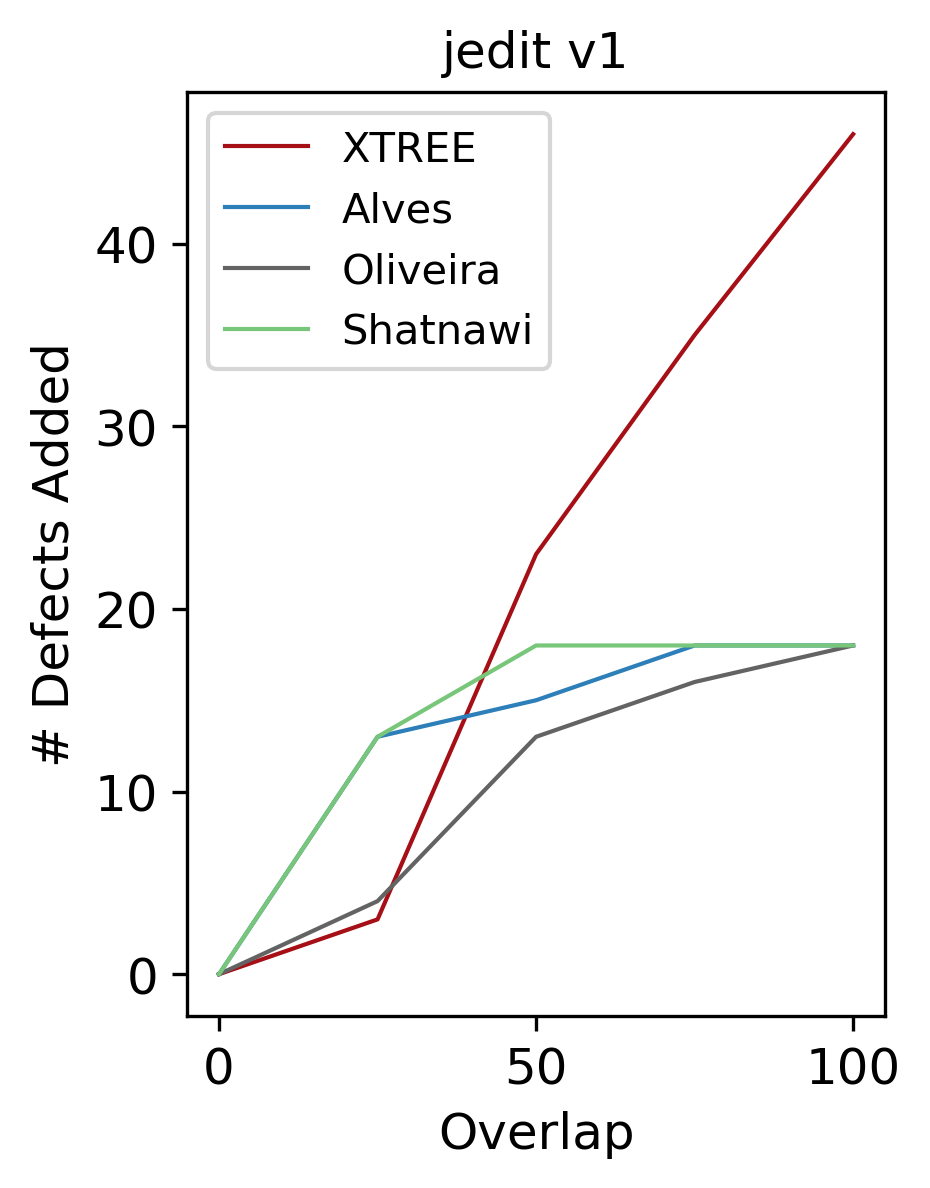 jedit v1
XTREE
Alves
Oliveira
Shatnawi
# Defects Added
40
30
20
10
0
0 50 100
Overlap